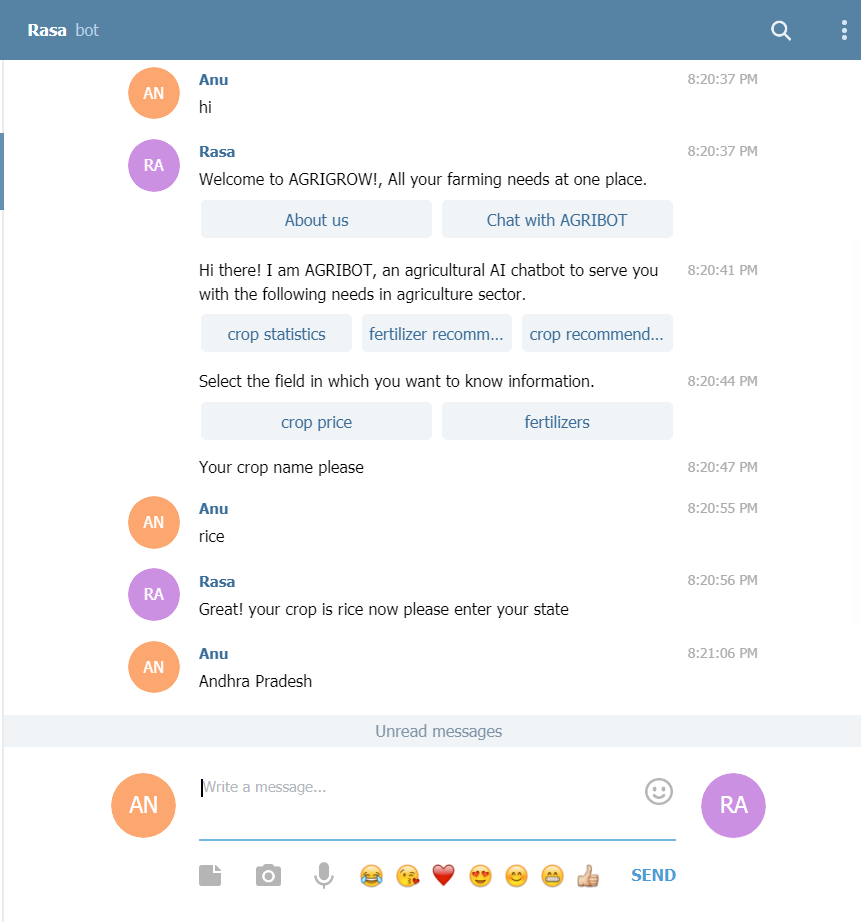 Rasa bot
AN
Anu 8:20:37 PM
hi
RA
Rasa 8:20:37 PM
Welcome to AGRIGROW!, All your farming needs at one place.
About us Chat with AGRIBOT
Hi there! I am AGRIBOT, an agricultural AI chatbot to serve you 8:20:41 PM
with the following needs in agriculture sector.
crop statistics fertilizer recomm... crop recommend...
Select the field in which you want to know information. 8:20:44 PM
crop price fertilizers
Your crop name please 8:20:47 PM
AN
Anu 8:20:55 PM
rice
RA
Rasa 8:20:56 PM
Great! your crop is rice now please enter your state
AN
Anu 8:21:06 PM
Andhra Pradesh
Unread messages
AN
Write a message...
RA
SEND